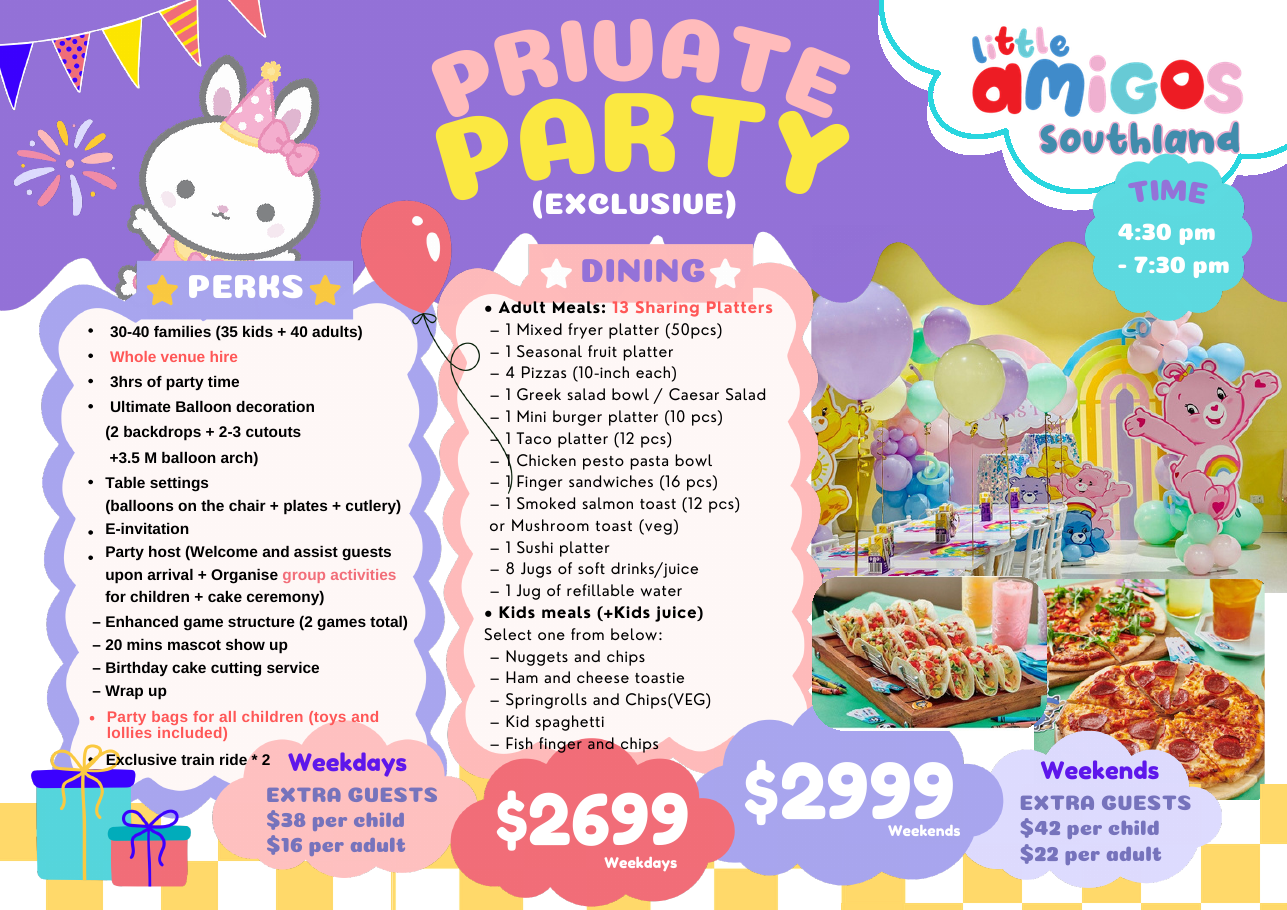 PRIVATE
PARTY
(EXCLUSIVE)
little
amigos
southland
TIME
4:30 pm
- 7:30 pm
PERKS
• 30-40 families (35 kids + 40 adults)
• Whole venue hire
• 3hrs of party time
• Ultimate Balloon decoration
(2 backdrops + 2-3 cutouts
+3.5 M balloon arch)
• Table settings
(balloons on the chair + plates + cutlery)
• E-invitation
• Party host (Welcome and assist guests
upon arrival + Organise group activities
for children + cake ceremony)
– Enhanced game structure (2 games total)
– 20 mins mascot show up
– Birthday cake cutting service
– Wrap up
• Party bags for all children (toys and
lollies included)
• Exclusive train ride * 2
DINING
• Adult Meals: 13 Sharing Platters
– 1 Mixed fryer platter (50pcs)
– 1 Seasonal fruit platter
– 4 Pizzas (10-inch each)
– 1 Greek salad bowl / Caesar Salad
– 1 Mini burger platter (10 pcs)
– 1 Taco platter (12 pcs)
– 1 Chicken pesto pasta bowl
– 1 Finger sandwiches (16 pcs)
– 1 Smoked salmon toast (12 pcs)
or Mushroom toast (veg)
– 1 Sushi platter
– 8 Jugs of soft drinks/juice
– 1 Jug of refillable water
• Kids meals (+Kids juice)
Select one from below:
– Nuggets and chips
– Ham and cheese toastie
– Springrolls and Chips(VEG)
– Kid spaghetti
– Fish finger and chips
Weekdays
EXTRA GUESTS
$38 per child
$16 per adult
$2699
Weekdays
$2999
Weekends
Weekends
EXTRA GUESTS
$42 per child
$22 per adult